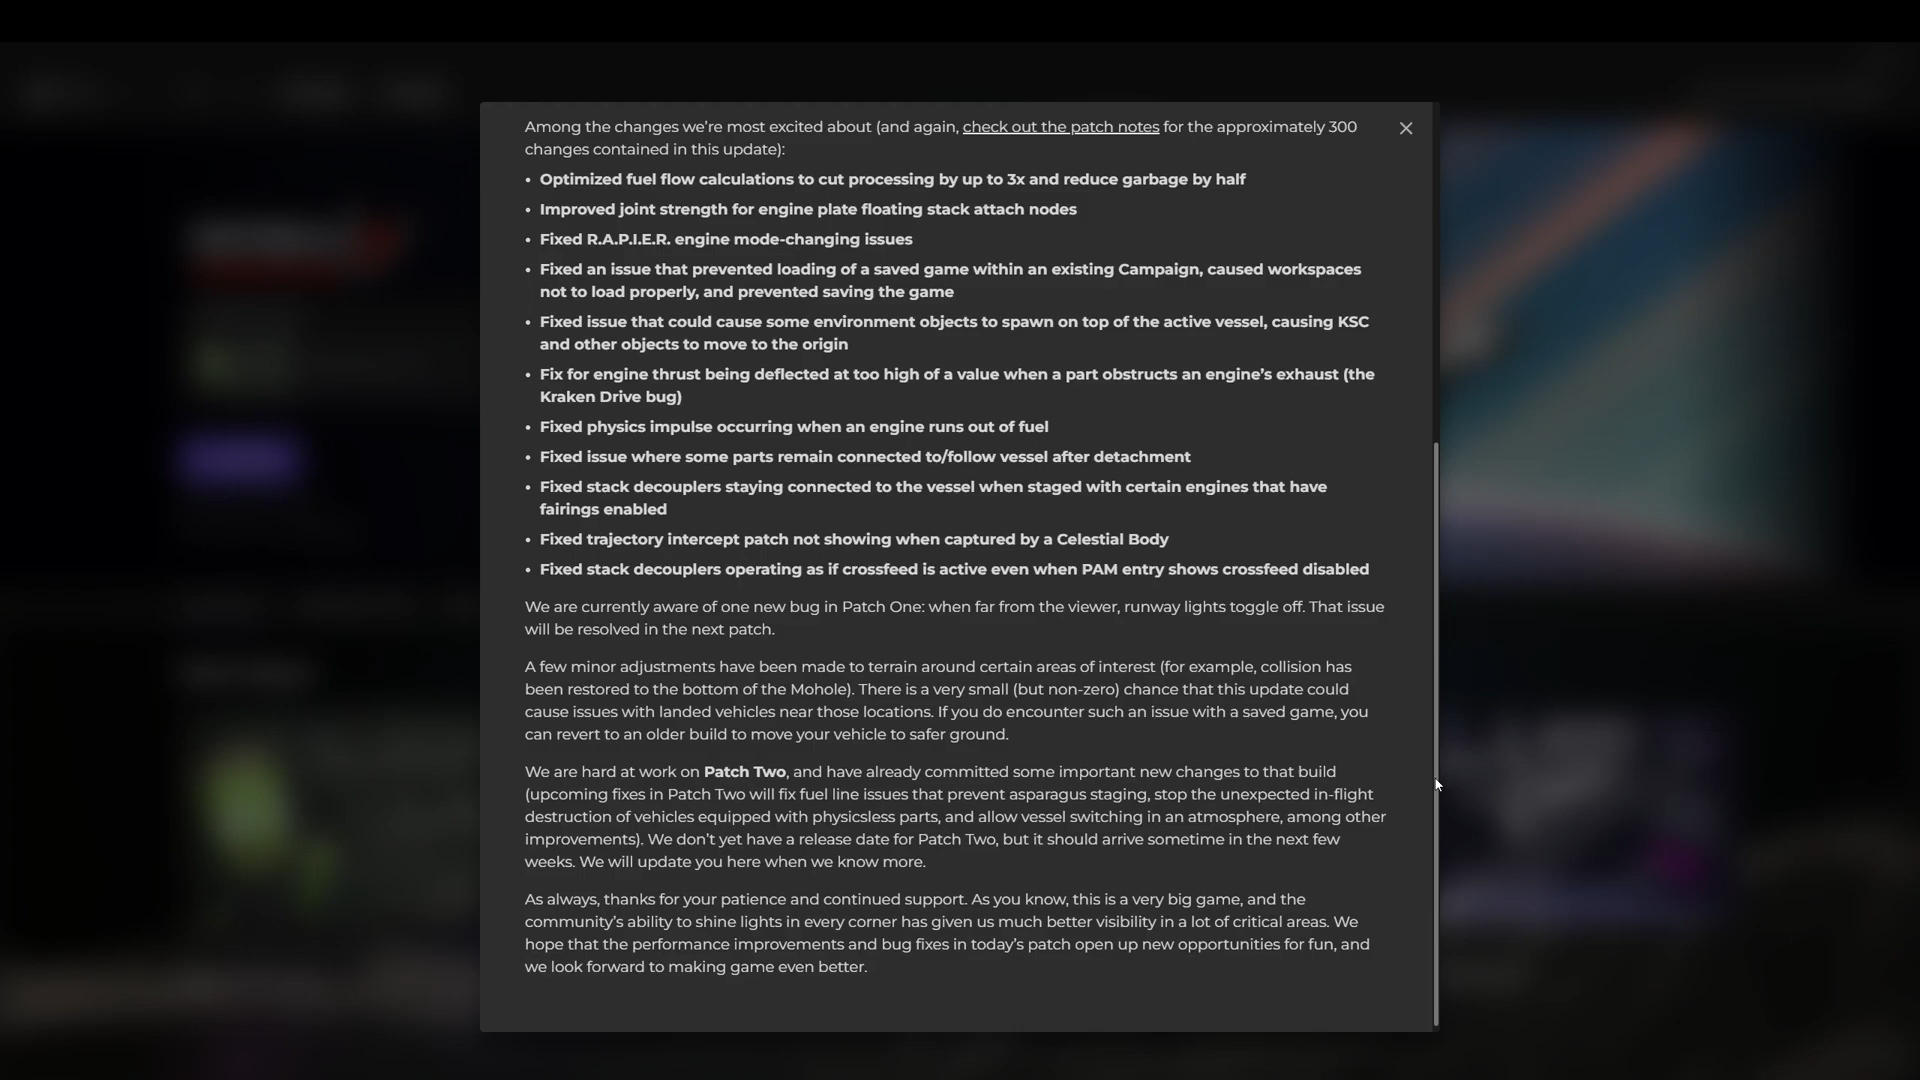 Among the changes we’re most excited about (and again, check out the patch notes for the approximately 300
changes contained in this update):
• Optimized fuel flow calculations to cut processing by up to 3x and reduce garbage by half
• Improved joint strength for engine plate floating stack attach nodes
• Fixed R.A.P.I.E.R. engine mode-changing issues
• Fixed an issue that prevented loading of a saved game within an existing Campaign, caused workspaces
not to load properly, and prevented saving the game
• Fixed issue that could cause some environment objects to spawn on top of the active vessel, causing KSC
and other objects to move to the origin
• Fix for engine thrust being deflected at too high of a value when a part obstructs an engine’s exhaust (the
Kraken Drive bug)
• Fixed physics impulse occurring when an engine runs out of fuel
• Fixed issue where some parts remain connected to/follow vessel after detachment
• Fixed stack decouplers staying connected to the vessel when staged with certain engines that have
fairings enabled
• Fixed trajectory intercept patch not showing when captured by a Celestial Body
• Fixed stack decouplers operating as if crossfeed is active even when PAM entry shows crossfeed disabled
We are currently aware of one new bug in Patch One: when far from the viewer, runway lights toggle off. That issue
will be resolved in the next patch.
A few minor adjustments have been made to terrain around certain areas of interest (for example, collision has
been restored to the bottom of the Mohole). There is a very small (but non-zero) chance that this update could
cause issues with landed vehicles near those locations. If you do encounter such an issue with a saved game, you
can revert to an older build to move your vehicle to safer ground.
We are hard at work on Patch Two, and have already committed some important new changes to that build
(upcoming fixes in Patch Two will fix fuel line issues that prevent asparagus staging, stop the unexpected in-flight
destruction of vehicles equipped with physicsless parts, and allow vessel switching in an atmosphere, among other
improvements). We don’t yet have a release date for Patch Two, but it should arrive sometime in the next few
weeks. We will update you here when we know more.
As always, thanks for your patience and continued support. As you know, this is a very big game, and the
community’s ability to shine lights in every corner has given us much better visibility in a lot of critical areas. We
hope that the performance improvements and bug fixes in today’s patch open up new opportunities for fun, and
we look forward to making game even better.